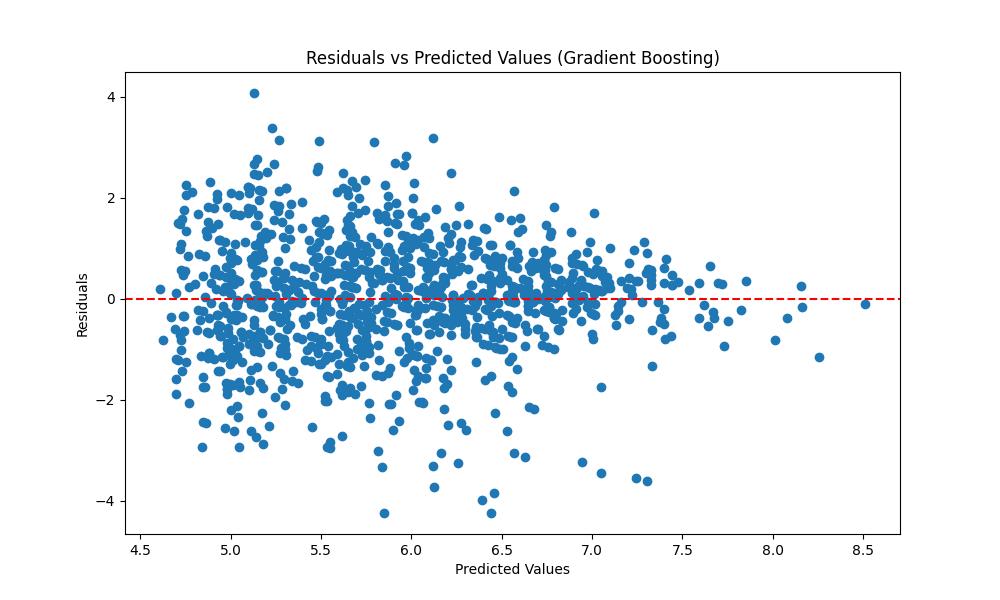 Residuals vs Predicted Values (Gradient Boosting)
4
2
0
−2
−4
Residuals
4.5 5.0 5.5 6.0 6.5 7.0 7.5 8.0 8.5
Predicted Values